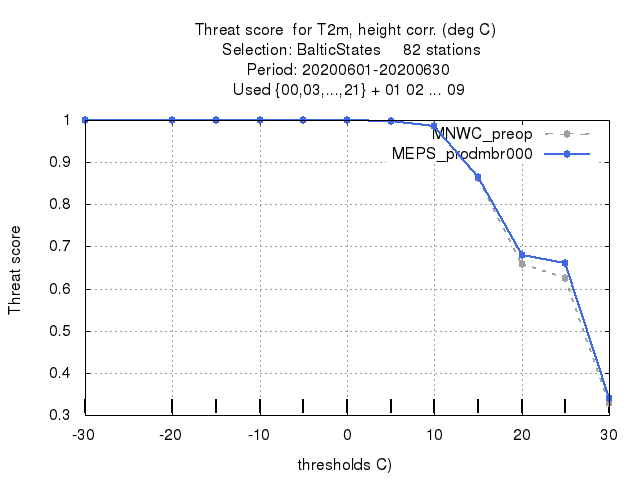 Threat score  for T2m, height corr. (deg C)
Selection: BalticStates     82 stations
Period: 20200601-20200630
Used {00,03,...,21} + 01 02 ... 09
MNWC_preop
MEPS_prodmbr000
1
0.9
0.8
0.7
0.6
0.5
0.4
0.3
Threat score
-30
-20
-10
0
10
20
30
thresholds C)